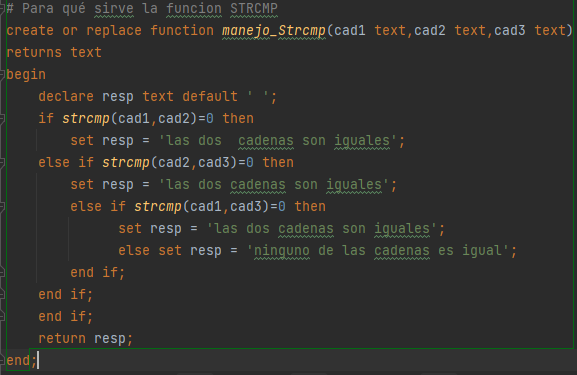 # Para qué sirve la funcion STRCMP
create or replace function manejo_Strcmp(cad1 text,cad2 text,cad3 text)
returns text
begin
    declare resp text default ' ';
    if strcmp(cad1,cad2)=0 then
        set resp = 'las dos  cadenas son iguales';
    else if strcmp(cad2,cad3)=0 then
        set resp = 'las dos cadenas son iguales';
        else if strcmp(cad1,cad3)=0 then
              set resp = 'las dos cadenas son iguales';
              else set resp = 'ninguno de las cadenas es igual';
        end if;
    end if;
    end if;
    return resp;
end;